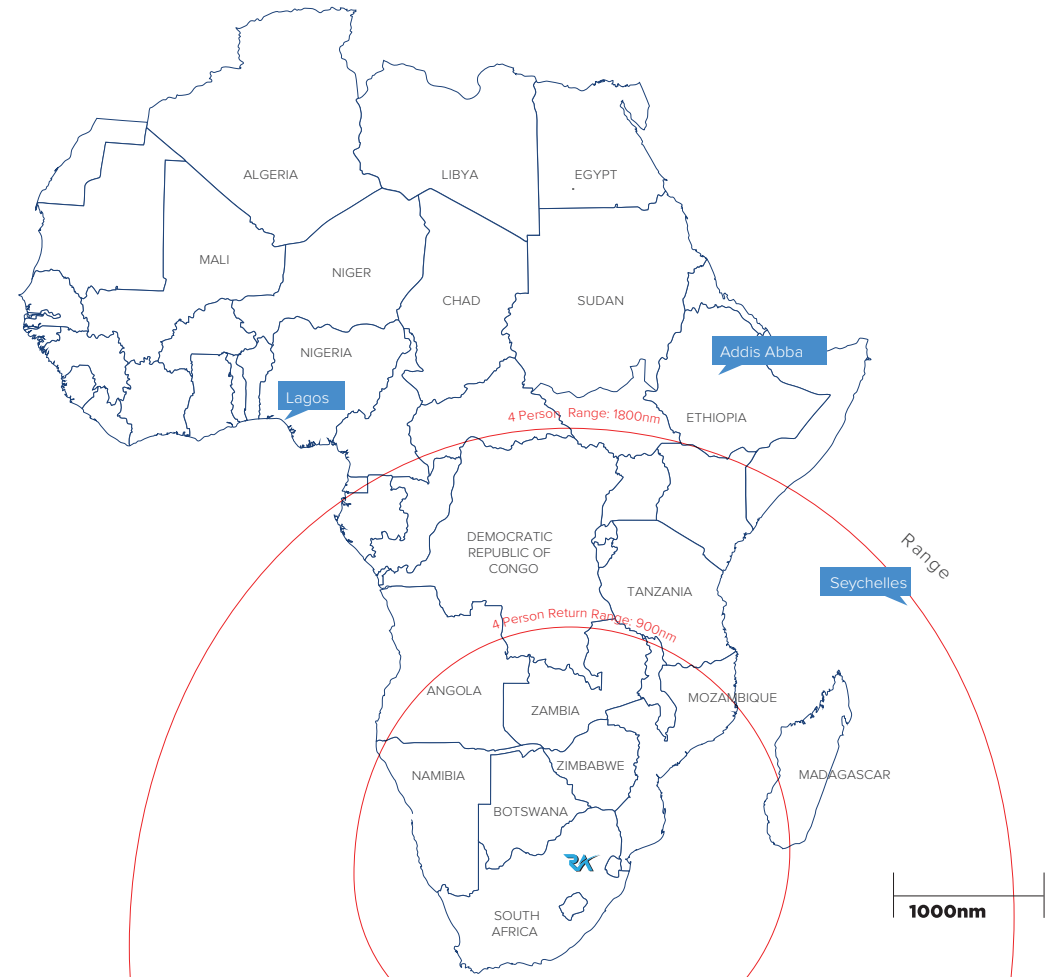 ALGERIA
LIBYA
EGYPT
MALI
NIGER
CHAD
SUDAN
NIGERIA
Addis Abba
Lagos
4 Person Range: 1800nm
ETHIOPIA
DEMOCRATIC
REPUBLIC OF
CONGO
Range
Seychelles
TANZANIA
4 Person Return Range: 900nm
ANGOLA
ZAMBIA
MOZAMBIQUE
NAMIBIA
ZIMBABWE
MADAGASCAR
BOTSWANA
RA
SOUTH
AFRICA
1000nm